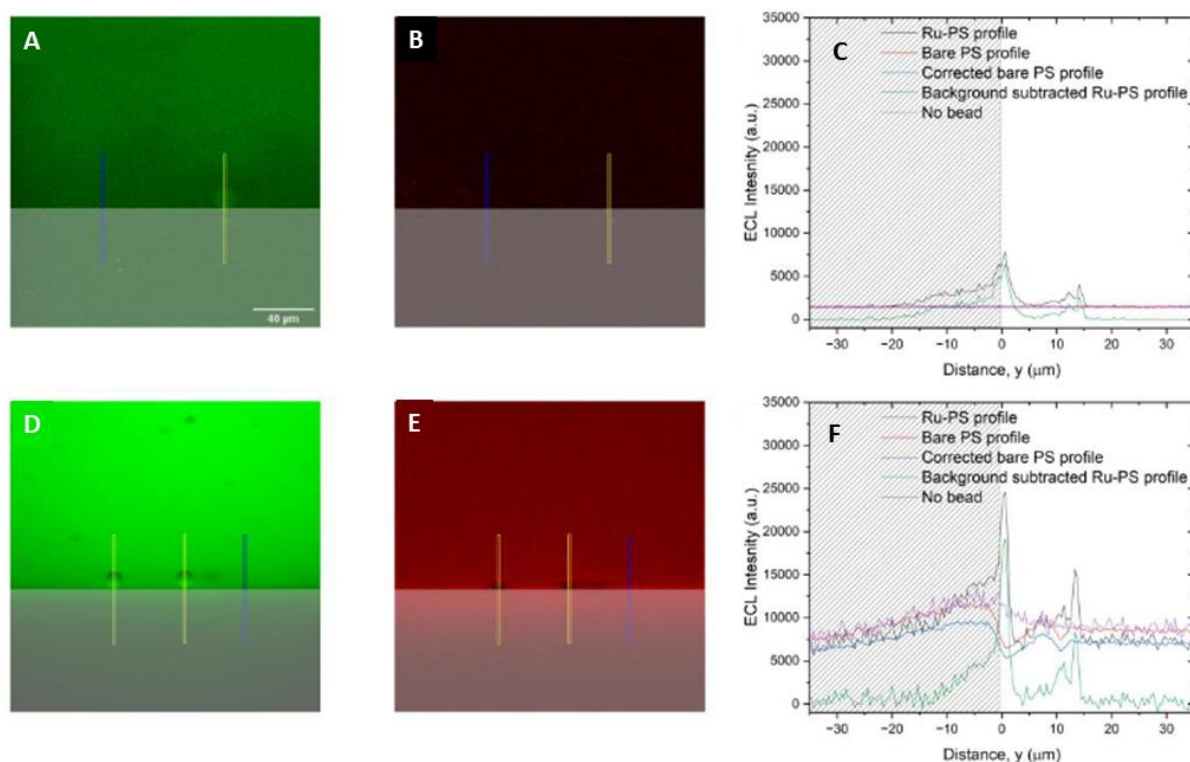 A
B
C
Ru-PS profile
Bare PS profile
Corrected bare PS profile
Background subtracted Ru-PS profile
No bead
35000
30000
25000
20000
15000
10000
5000
0
ECL Intesnity (a.u.)
−30 −20 −10 0 10 20 30
Distance, y (μm)
40 μm
D
E
F
Ru-PS profile
Bare PS profile
Corrected bare PS profile
Background subtracted Ru-PS profile
No bead
35000
30000
25000
20000
15000
10000
5000
0
ECL Intesnity (a.u.)
−30 −20 −10 0 10 20 30
Distance, y (μm)